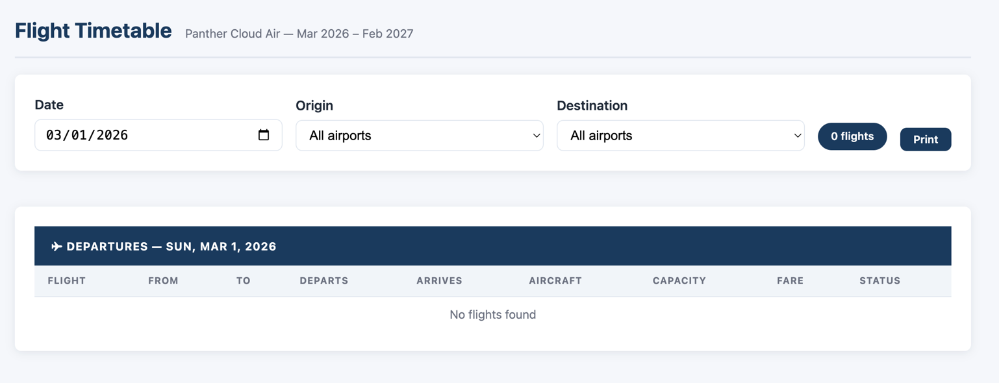 Flight Timetable Panther Cloud Air — Mar 2026 – Feb 2027
Date Origin Destination
03/01/2026 All airports All airports 0 flights Print
✈ DEPARTURES — SUN, MAR 1, 2026
FLIGHT FROM TO DEPARTS ARRIVES AIRCRAFT CAPACITY FARE STATUS
No flights found